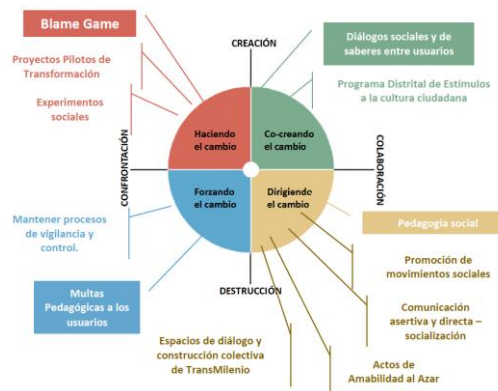 Blame Game
Proyectos Pilotos de
Transformación
Experimentos
sociales
CREACIÓN
Diálogos sociales y de
saberes entre usuarios
Programa Distrital de Estímulos
a la cultura ciudadana
Haciendo
el cambio
Co-creando
el cambio
CONFRONTACIÓN
COLABORACIÓN
Forzando
el cambio
Dirigiendo
el cambio
Mantener procesos
de vigilancia y
control.
Multas
Pedagógicas a los
usuarios
DESTRUCCIÓN
Pedagogía social
Promoción de
movimientos sociales
Comunicación
asertiva y directa –
socialización
Espacios de diálogo y
construcción colectiva
de TransMilenio
Actos de
Amabilidad al Azar